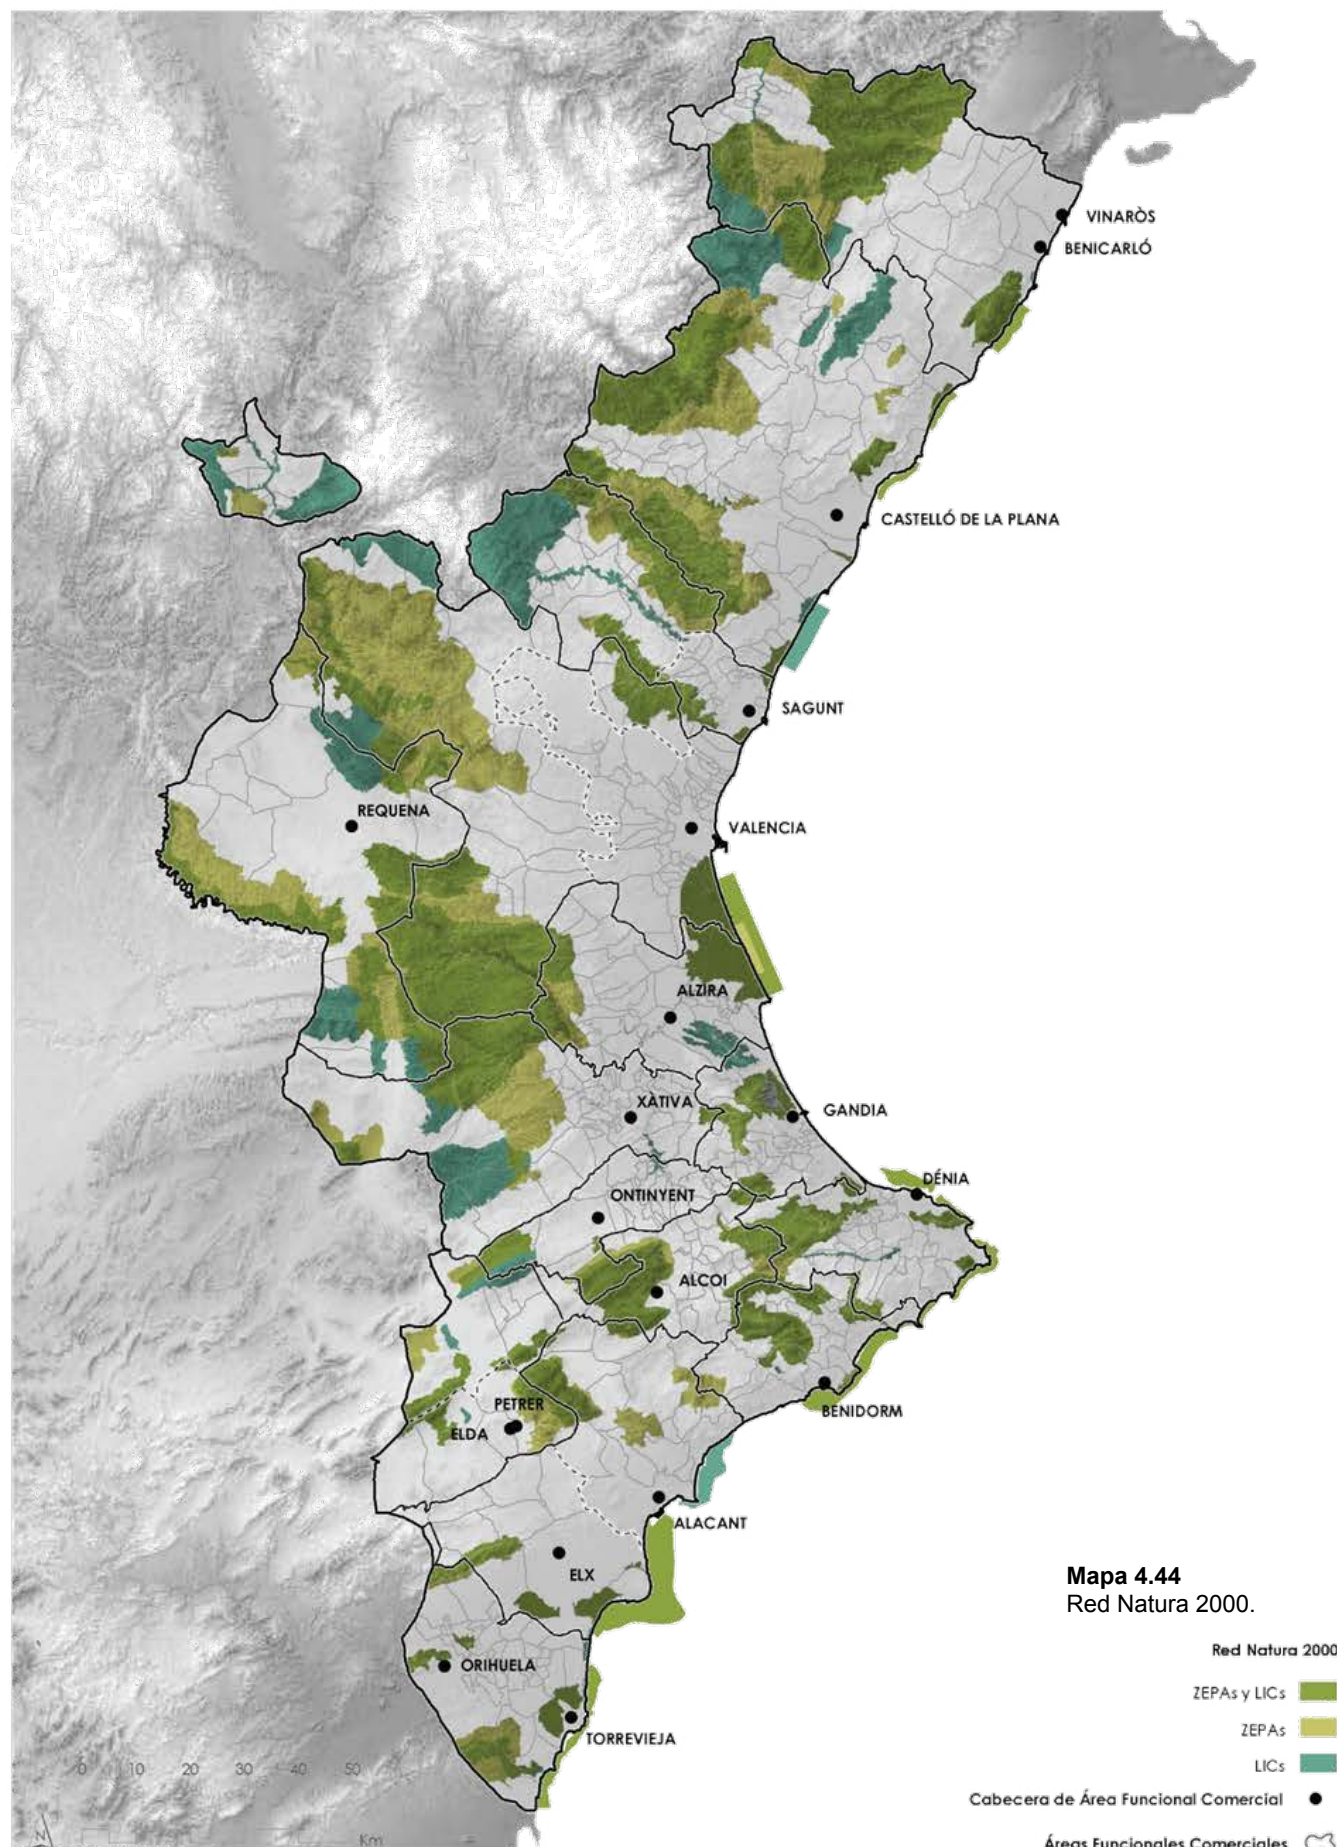 VINARÒS
BENICARLÓ
CASTELLÓ DE LA PLANA
SAGUNT
REQUENA
VALENCIA
ALZIRA
XÀTIVA
GANDIA
DÉNIA
ONTINYENT
ALCOI
PETRER
BENIDORM
ELDA
ALACANT
ELX
Mapa 4.44
Red Natura 2000.
Red Natura 2000
ORIHUELA
ZEPAs y LICs
ZEPAs
TORREVIEJA
LICs
0 10 20 30 40 50
Cabecera de Área Funcional Comercial
Km
Áreas Funcionales Comerciales
N